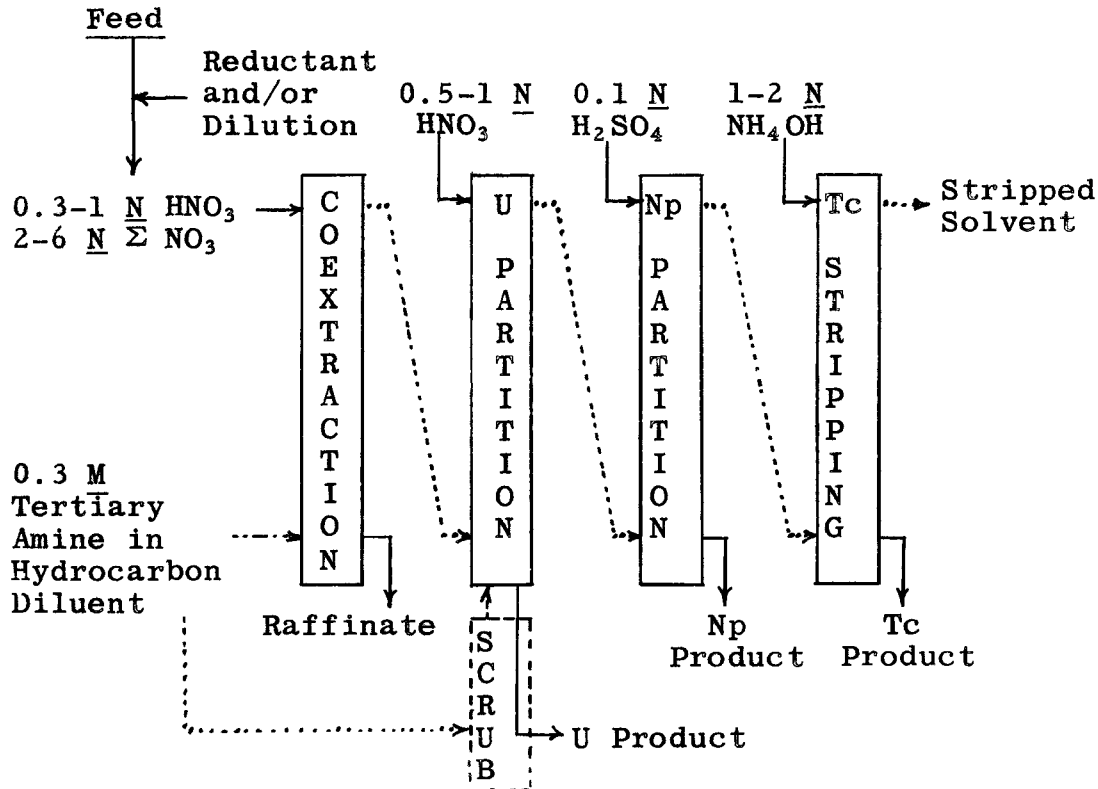 Feed
Reductant
and/or
Dilution
0.5-1 N
HNO3
0.1 N
H2SO4
1-2 N
NH4OH
0.3-1 N HNO3
2-6 N Σ NO3
COEXTRACTION
U PARTITION
Np PARTITION
Tc STRIPPING
Stripped
Solvent
0.3 M
Tertiary
Amine in
Hydrocarbon
Diluent
Raffinate
SCRUB
U Product
Np
Product
Tc
Product